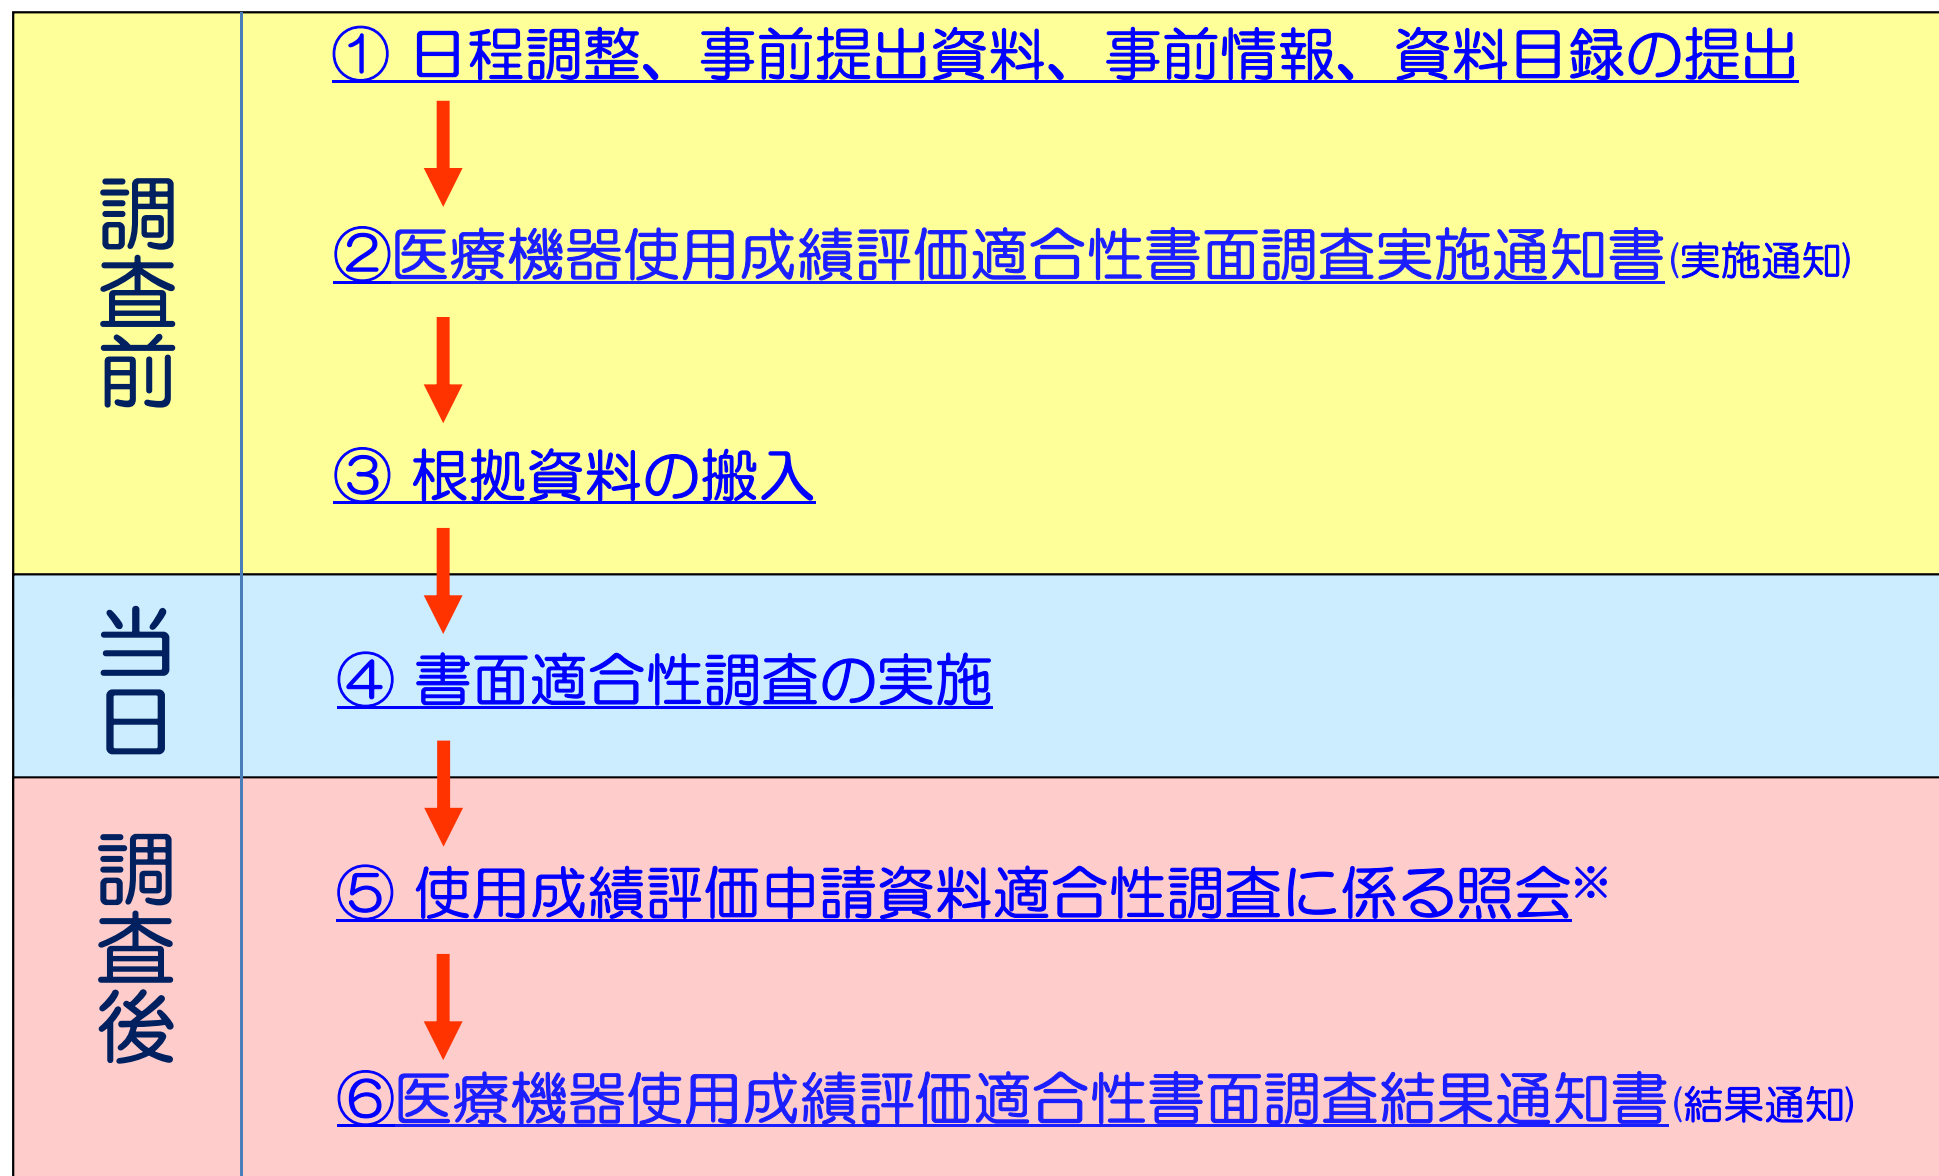 調査前
① 日程調整、事前提出資料、事前情報、資料目録の提出
②医療機器使用成績評価適合性書面調査実施通知書(実施通知)
③ 根拠資料の搬入
当日
④ 書面適合性調査の実施
調査後
⑤ 使用成績評価申請資料適合性調査に係る照会※
⑥医療機器使用成績評価適合性書面調査結果通知書(結果通知)